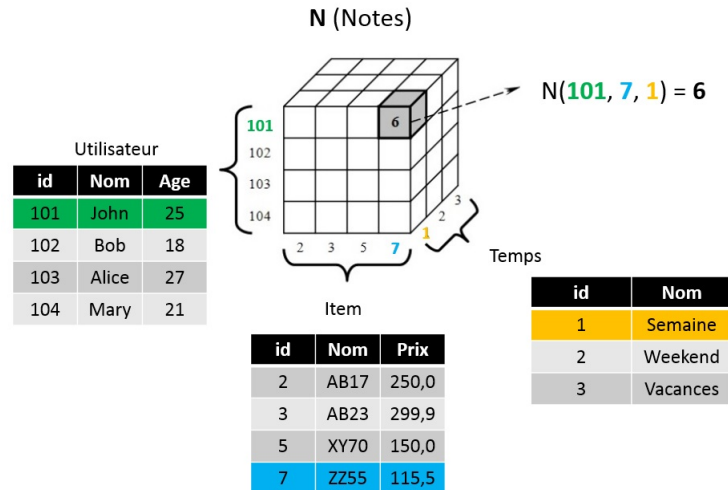 N (Notes)
N(101, 7, 1) = 6
6
101
102
103
104
2 3 5 7
1 2 3
Utilisateur
id Nom Age
101 John 25
102 Bob 18
103 Alice 27
104 Mary 21
Temps
id Nom
1 Semaine
2 Weekend
3 Vacances
Item
id Nom Prix
2 AB17 250,0
3 AB23 299,9
5 XY70 150,0
7 ZZ55 115,5